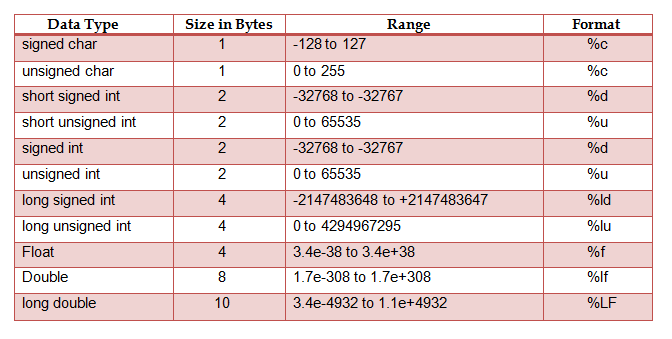 Data Type Size in Bytes Range Format
signed char 1 -128 to 127 %c
unsigned char 1 0 to 255 %c
short signed int 2 -32768 to -32767 %d
short unsigned int 2 0 to 65535 %u
signed int 2 -32768 to -32767 %d
unsigned int 2 0 to 65535 %u
long signed int 4 -2147483648 to +2147483647 %ld
long unsigned int 4 0 to 4294967295 %lu
Float 4 3.4e-38 to 3.4e+38 %f
Double 8 1.7e-308 to 1.7e+308 %lf
long double 10 3.4e-4932 to 1.1e+4932 %LF